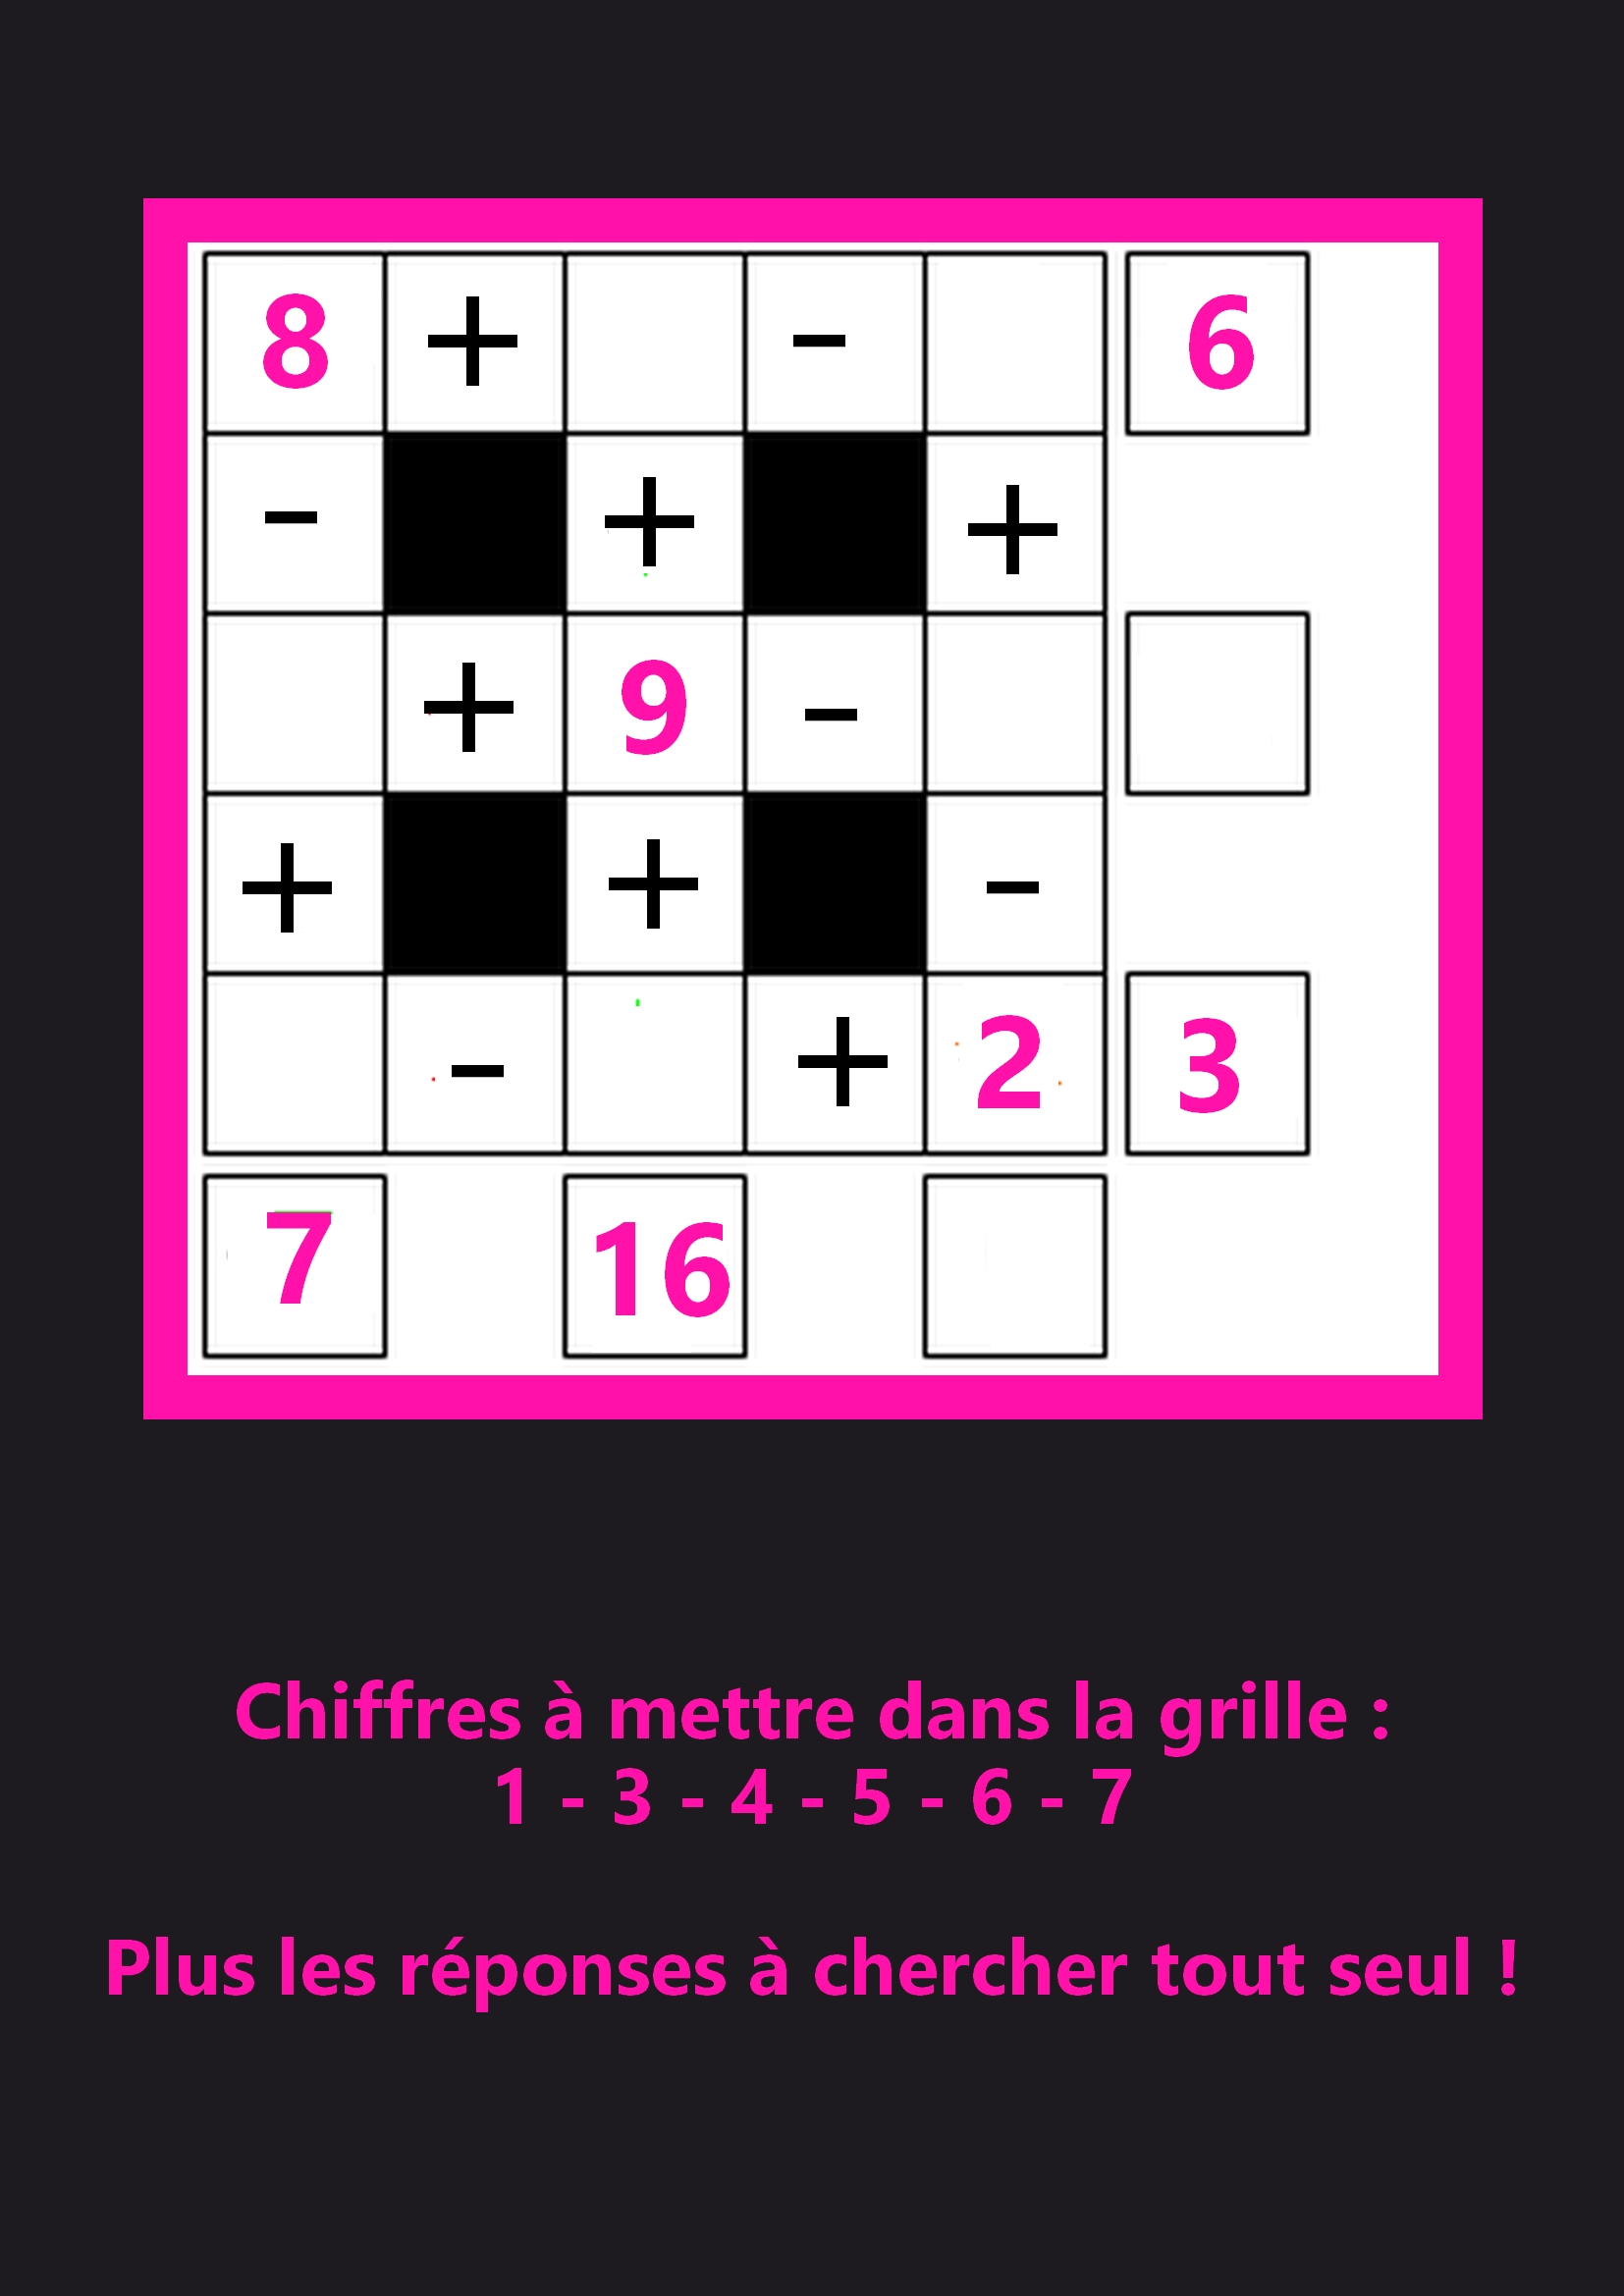 8 + - 6
- + +
+ 9 -
+ + -
- + 2 3
7 16
Chiffres à mettre dans la grille :
1 - 3 - 4 - 5 - 6 - 7
Plus les réponses à chercher tout seul !